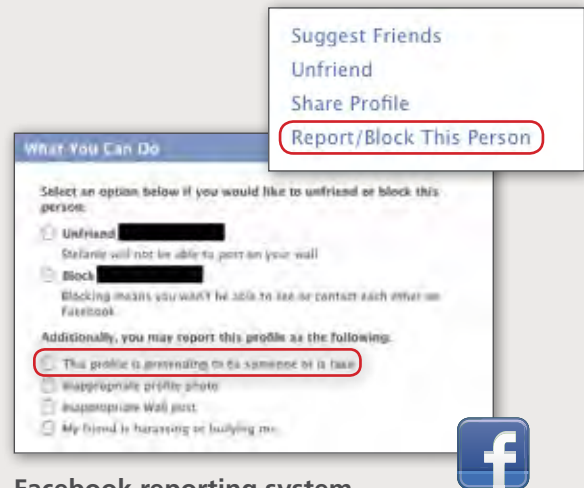 Suggest Friends
Unfriend
Share Profile
Report/Block This Person
What You Can Do
Select an option below if you would like to unfriend or block this
person:
Unfriend
Stefanie will not be able to post on your wall
Block
Blocking means you won't be able to see or contact each other on
Facebook
Additionally, you may report this profile as the following:
This profile is pretending to be someone or is fake
Inappropriate profile photo
Inappropriate Wall post
My friend is harassing or bullying me
f
Facebook reporting system